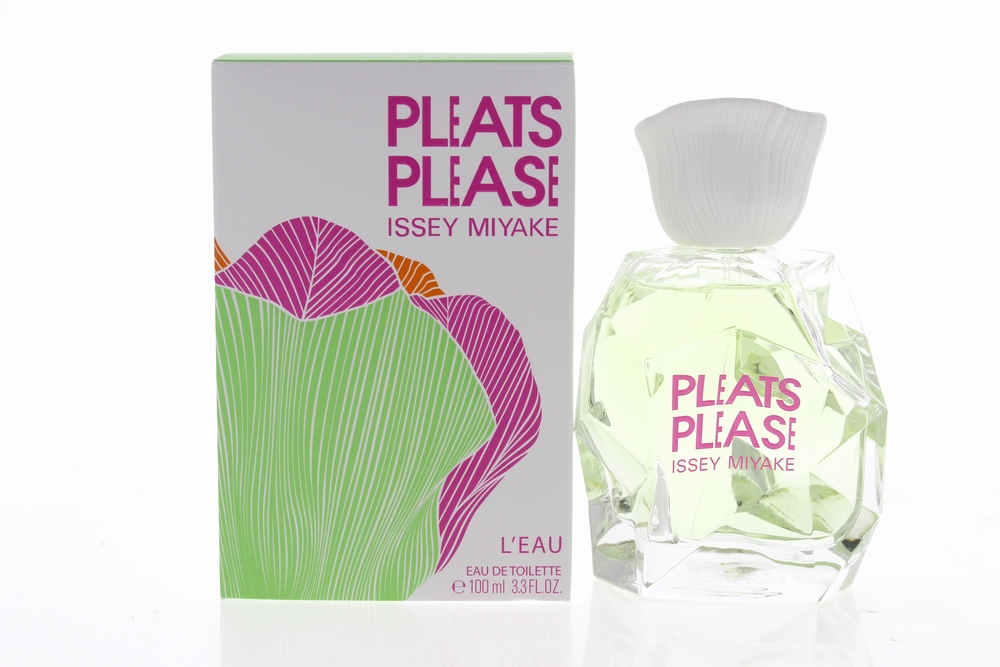 PLEATS
PLEASE
ISSEY MIYAKE
L'EAU
EAU DE TOILETTE
℮ 100 ml 3.3 FL.OZ.
PLEATS
PLEASE
ISSEY MIYAKE